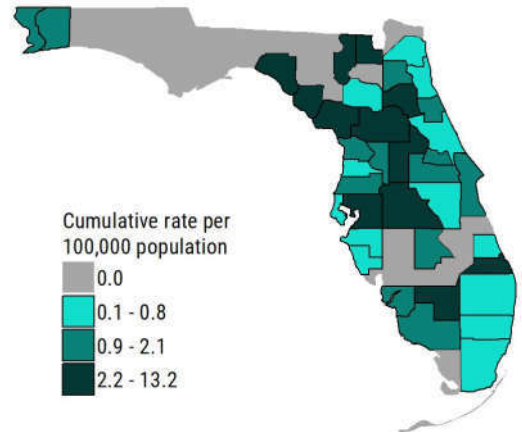 Cumulative rate per
100,000 population
0.0
0.1 - 0.8
0.9 - 2.1
2.2 - 13.2